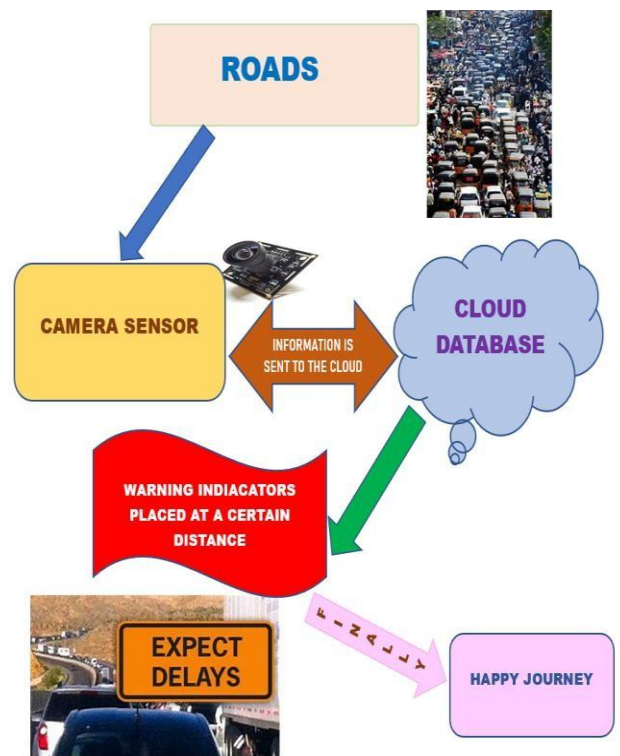 ROADS
CAMERA SENSOR
INFORMATION IS
SENT TO THE CLOUD
CLOUD
DATABASE
WARNING INDIACATORS
PLACED AT A CERTAIN
DISTANCE
FINALLY
EXPECT
DELAYS
HAPPY JOURNEY